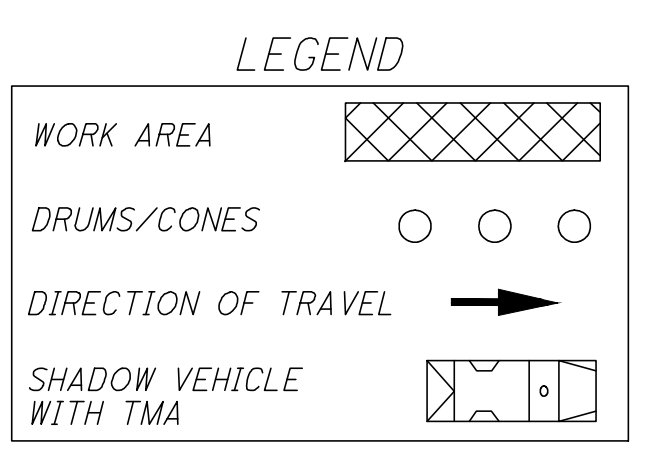 LEGEND
WORK AREA
DRUMS/CONES
DIRECTION OF TRAVEL
SHADOW VEHICLE
WITH TMA